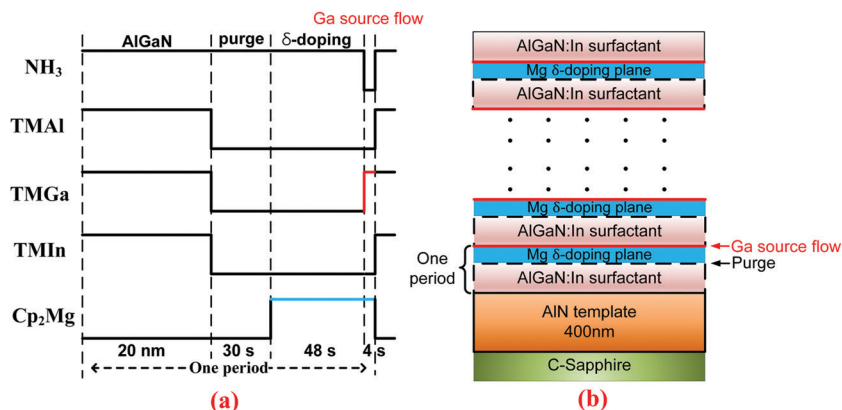 Ga source flow
AlGaN purge δ-doping
NH₃
TMAl
TMGa
TMIn
Cp₂Mg
20 nm 30 s 48 s 4 s
One period
(a)
AlGaN:In surfactant
Mg δ-doping plane
AlGaN:In surfactant
Mg δ-doping plane
AlGaN:In surfactant
Ga source flow
One
period
Mg δ-doping plane
Purge
AlGaN:In surfactant
AlN template
400nm
C-Sapphire
(b)